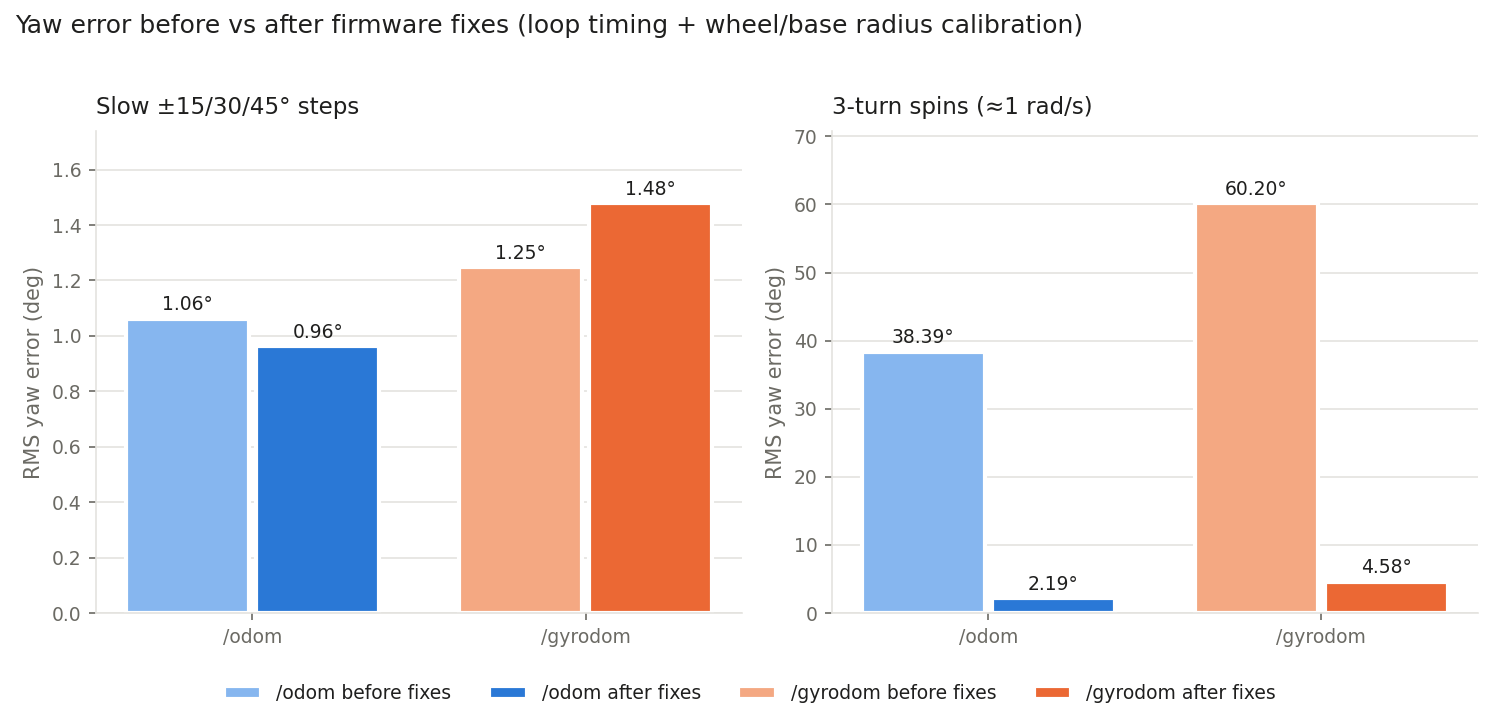 Yaw error before vs after firmware fixes (loop timing + wheel/base radius calibration)
Slow ±15/30/45° steps
RMS yaw error (deg)
1.6
1.4
1.2
1.0
0.8
0.6
0.4
0.2
0.0
1.06°
0.96°
1.25°
1.48°
/odom
/gyrodom
3-turn spins (≈1 rad/s)
RMS yaw error (deg)
70
60
50
40
30
20
10
0
38.39°
2.19°
60.20°
4.58°
/odom
/gyrodom
/odom before fixes
/odom after fixes
/gyrodom before fixes
/gyrodom after fixes